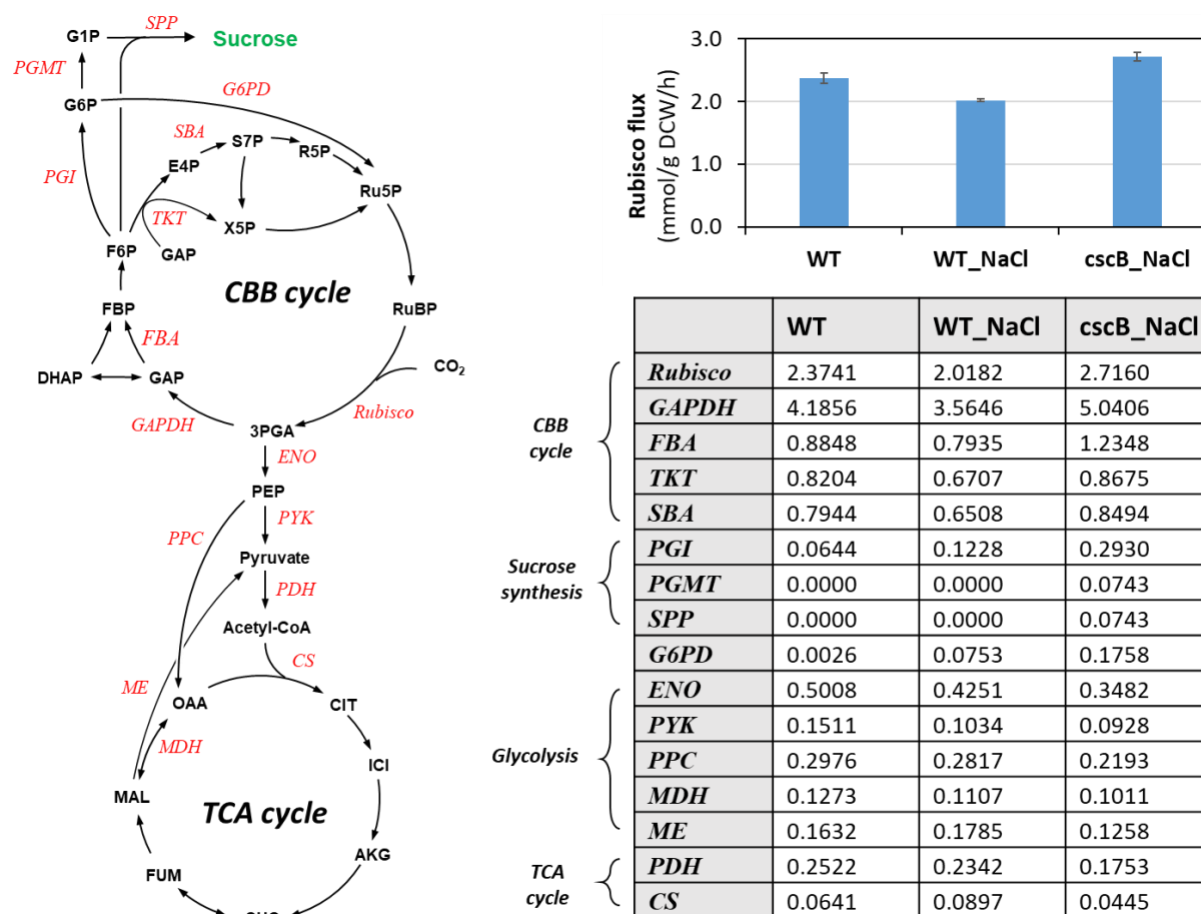 SPP
G1P
Sucrose
PGMT
G6PD
G6P
SBA
S7P
R5P
E4P
PGI
Ru5P
TKT
X5P
F6P
GAP
CBB cycle
FBP
RuBP
FBA
DHAP
GAP
CO2
Rubisco
GAPDH
3PGA
ENO
PEP
PYK
PPC
Pyruvate
PDH
Acetyl-CoA
CS
ME
OAA
CIT
MDH
ICI
MAL
TCA cycle
AKG
FUM
Rubisco flux
(mmol/g DCW/h)
3.0
2.0
1.0
0.0
WT WT_NaCl cscB_NaCl
WT WT_NaCl cscB_NaCl
CBB
cycle
Rubisco 2.3741 2.0182 2.7160
GAPDH 4.1856 3.5646 5.0406
FBA 0.8848 0.7935 1.2348
TKT 0.8204 0.6707 0.8675
SBA 0.7944 0.6508 0.8494
Sucrose
synthesis
PGI 0.0644 0.1228 0.2930
PGMT 0.0000 0.0000 0.0743
SPP 0.0000 0.0000 0.0743
G6PD 0.0026 0.0753 0.1758
Glycolysis
ENO 0.5008 0.4251 0.3482
PYK 0.1511 0.1034 0.0928
PPC 0.2976 0.2817 0.2193
MDH 0.1273 0.1107 0.1011
ME 0.1632 0.1785 0.1258
TCA
cycle
PDH 0.2522 0.2342 0.1753
CS 0.0641 0.0897 0.0445